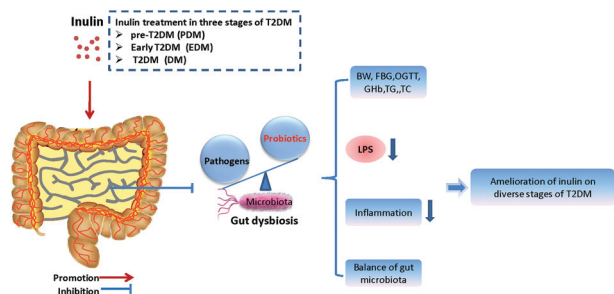 Inulin
Inulin treatment in three stages of T2DM
➢ pre-T2DM (PDM)
➢ Early T2DM (EDM)
➢ T2DM (DM)
Pathogens
Probiotics
Microbiota
Gut dysbiosis
BW, FBG,OGTT,
GHb,TG,,TC
LPS
Inflammation
Balance of gut
microbiota
Amelioration of inulin on
diverse stages of T2DM
Promotion
Inhibition